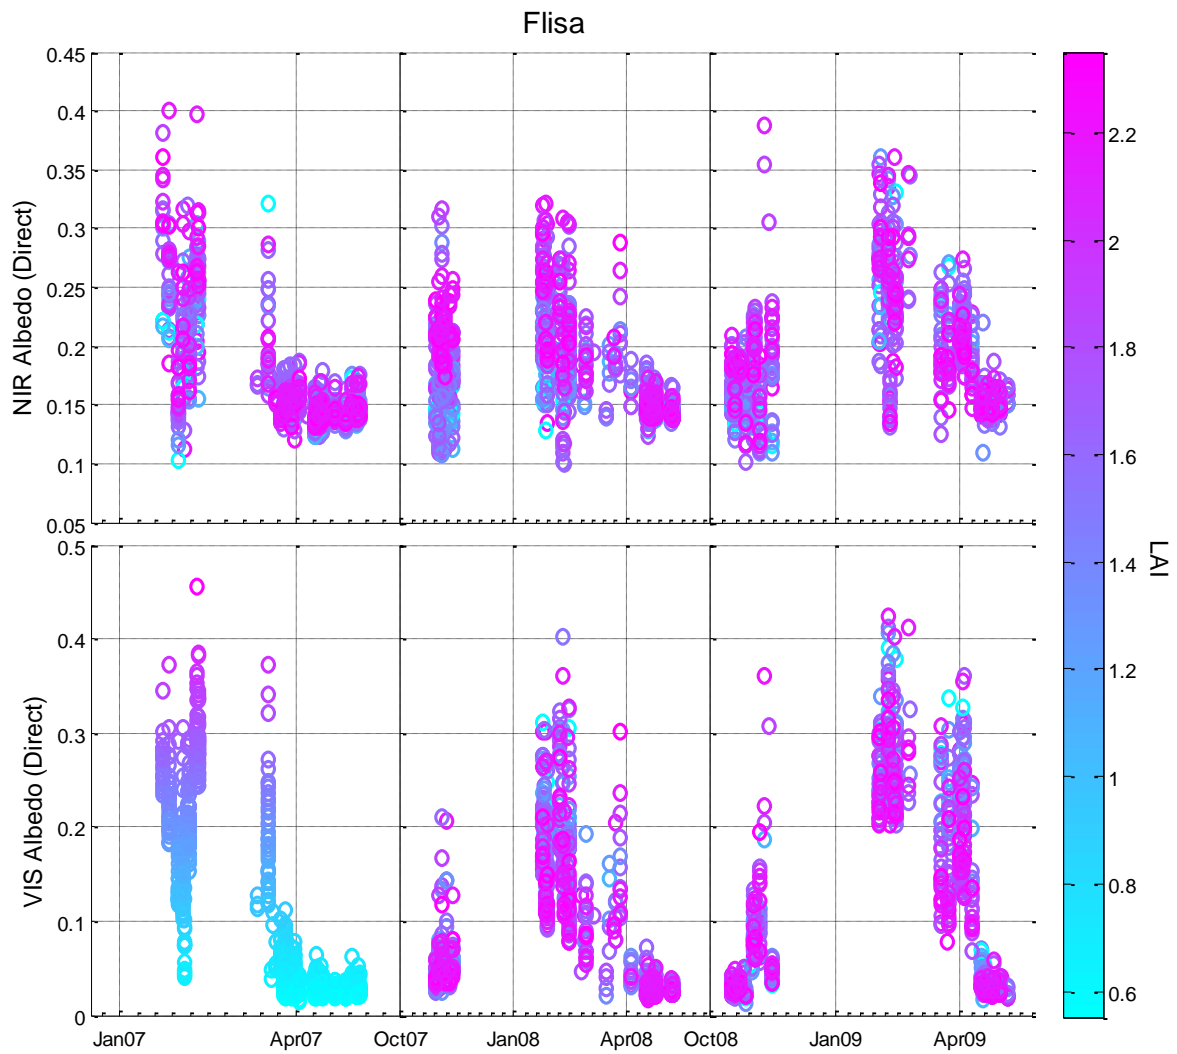 Flisa
0.45
0.4
0.35
0.3
0.25
0.2
0.15
0.1
0.05
NIR Albedo (Direct)
0.5
0.4
0.3
0.2
0.1
0
VIS Albedo (Direct)
Jan07
Apr07
Oct07
Jan08
Apr08
Oct08
Jan09
Apr09
2.2
2
1.8
1.6
1.4
1.2
1
0.8
0.6
LAI